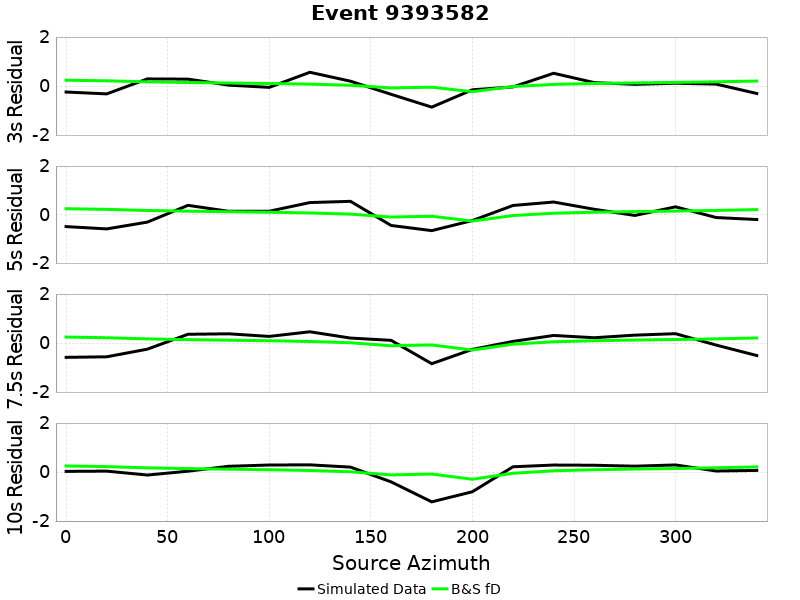 Event 9393582
3s Residual
2
0
-2
5s Residual
2
0
-2
7.5s Residual
2
0
-2
10s Residual
2
0
-2
0 50 100 150 200 250 300
Source Azimuth
Simulated Data B&S fD